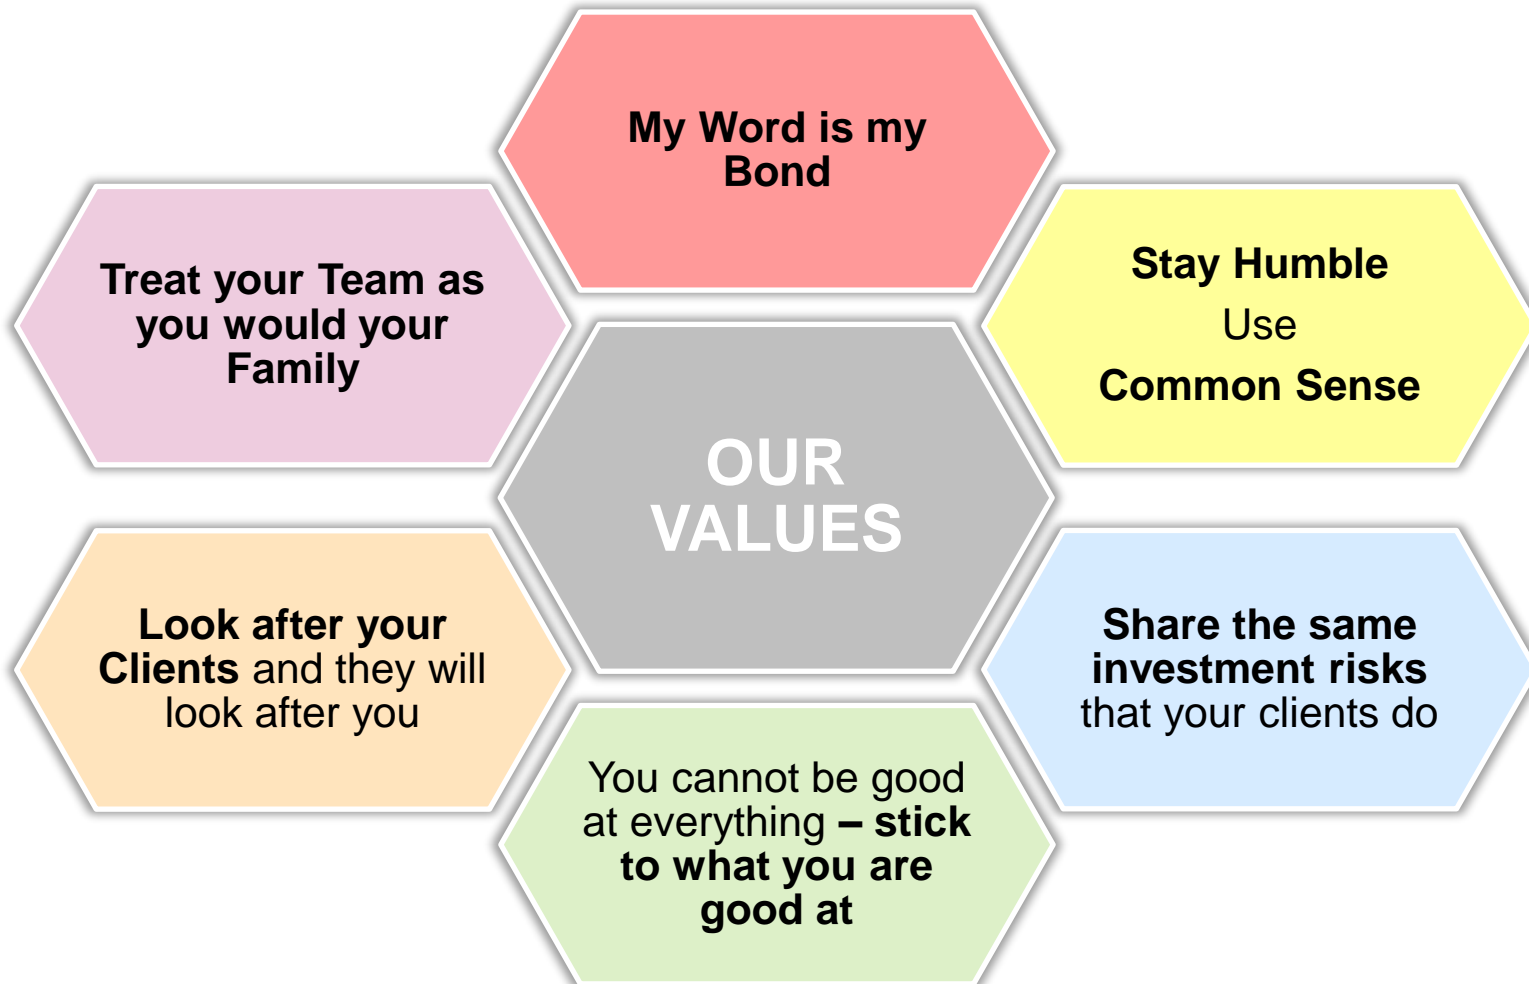 My Word is my
Bond
Treat your Team as
you would your
Family
Stay Humble
Use
Common Sense
OUR
VALUES
Look after your
Clients and they will
look after you
Share the same
investment risks
that your clients do
You cannot be good
at everything – stick
to what you are
good at